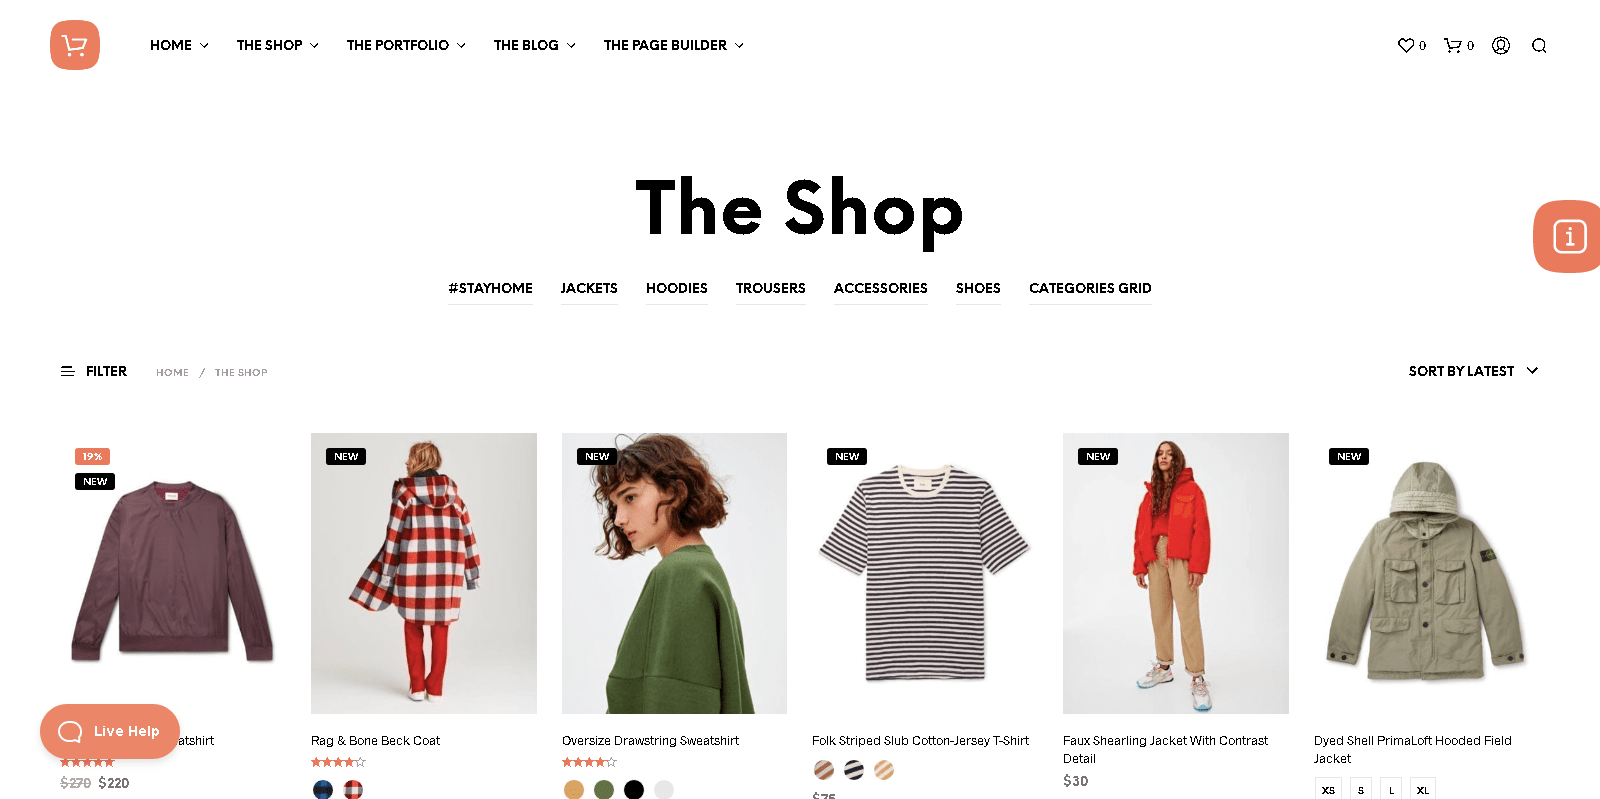 HOME
THE SHOP
THE PORTFOLIO
THE BLOG
THE PAGE BUILDER
0
0
The Shop
#STAYHOME
JACKETS
HOODIES
TROUSERS
ACCESSORIES
SHOES
CATEGORIES GRID
FILTER
HOME / THE SHOP
SORT BY LATEST
19%
NEW
NEW
NEW
NEW
NEW
NEW
Live Help
$270 $220
Rag & Bone Beck Coat
Oversize Drawstring Sweatshirt
Folk Striped Slub Cotton-Jersey T-Shirt
$75
Faux Shearling Jacket With Contrast
Detail
$30
Dyed Shell PrimaLoft Hooded Field
Jacket
XS
S
L
XL